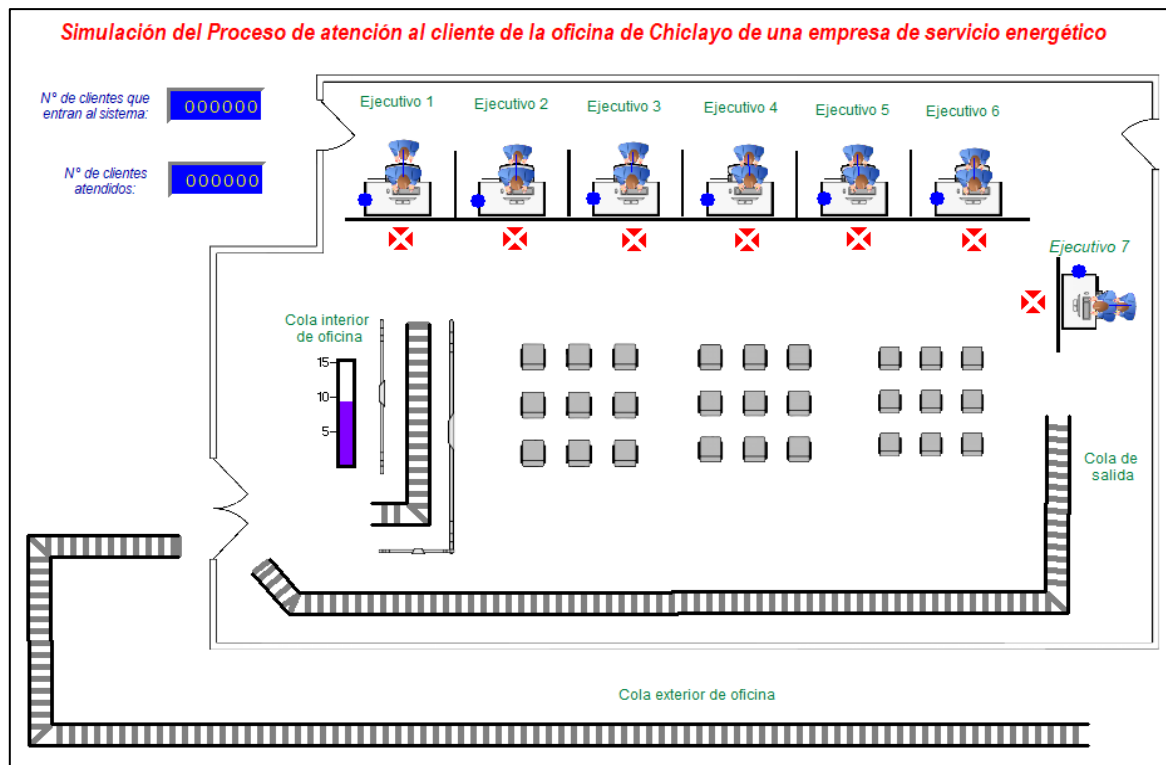 Simulación del Proceso de atención al cliente de la oficina de Chiclayo de una empresa de servicio energético
N° de clientes que
entran al sistema:
000000
N° de clientes
atendidos:
000000
Ejecutivo 1
Ejecutivo 2
Ejecutivo 3
Ejecutivo 4
Ejecutivo 5
Ejecutivo 6
Ejecutivo 7
Cola interior
de oficina
15
10
5
Cola de
salida
Cola exterior de oficina